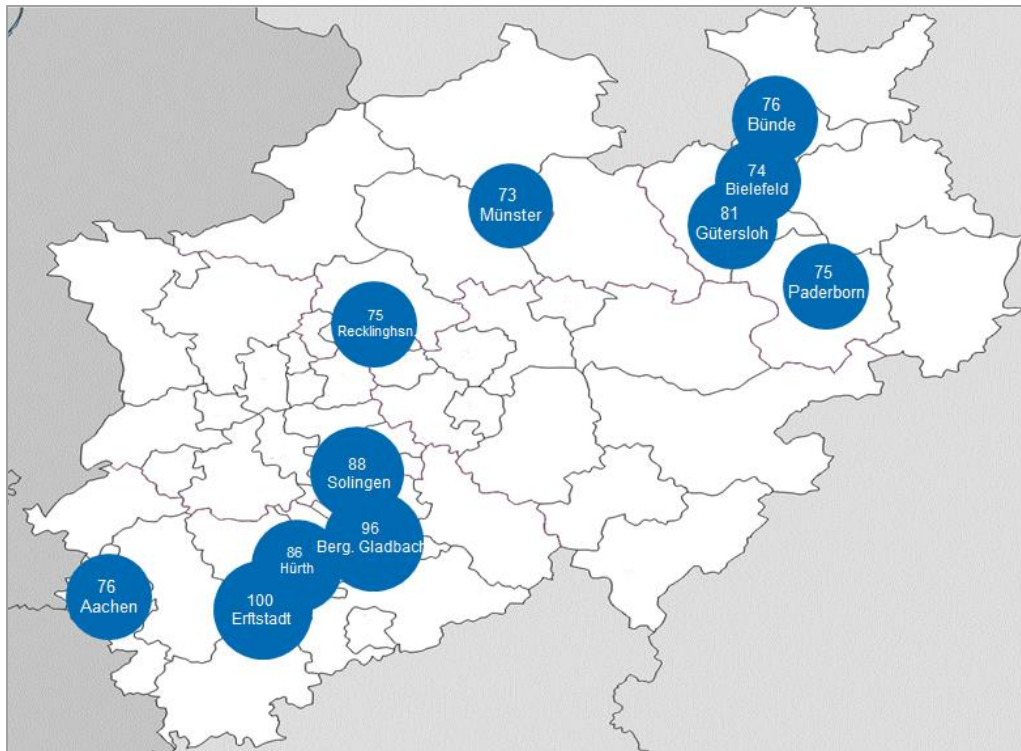 76
Bünde
74
Bielefeld
73
Münster
81
Gütersloh
75
Paderborn
75
Recklinghsn.
88
Solingen
96
Berg. Gladbach
86
Hürth
76
Aachen
100
Erftstadt